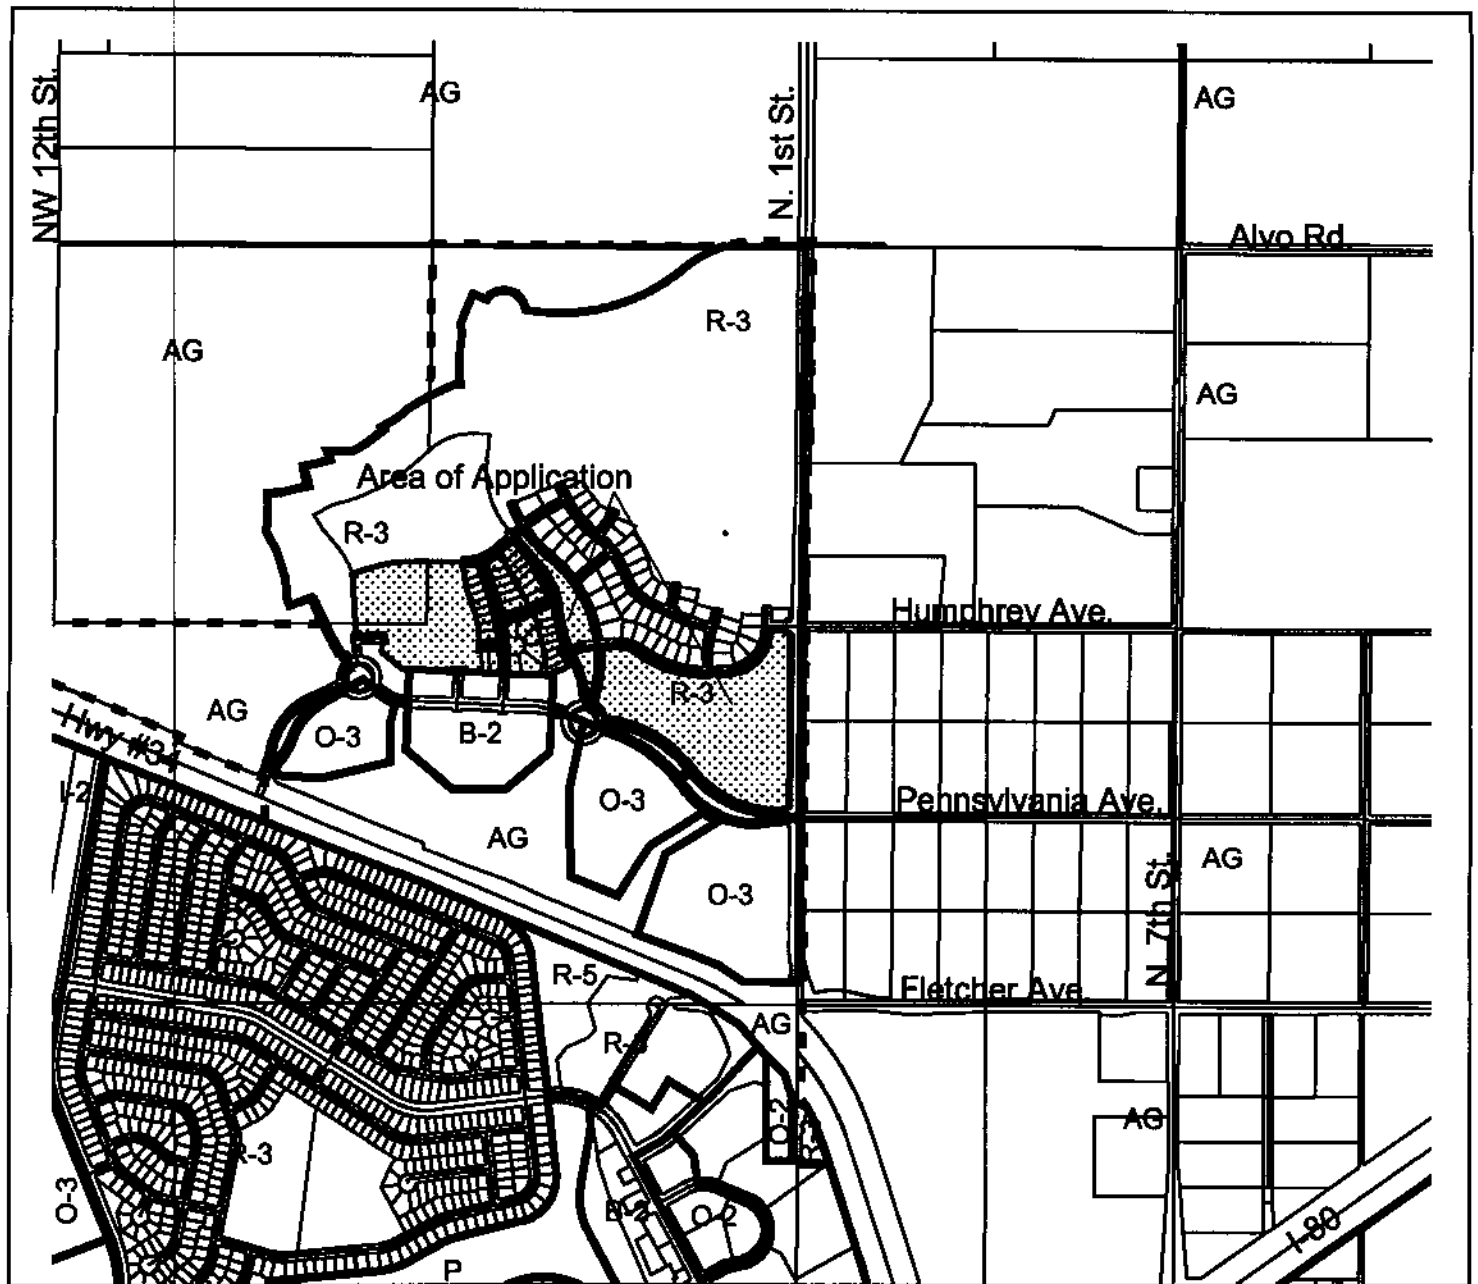 NW 12th St.
AG
N. 1st St.
AG
Alvo Rd.
R-3
AG
AG
Area of Application
R-3
Humphrey Ave.
R-3
AG
Hwy #34
O-3
B-2
I-2
O-3
Pennsylvania Ave.
AG
AG
O-3
N. 7th St.
R-5
Fletcher Ave.
AG
O-2
AG
R-3
O-3
B-2
O-2
I-80
P